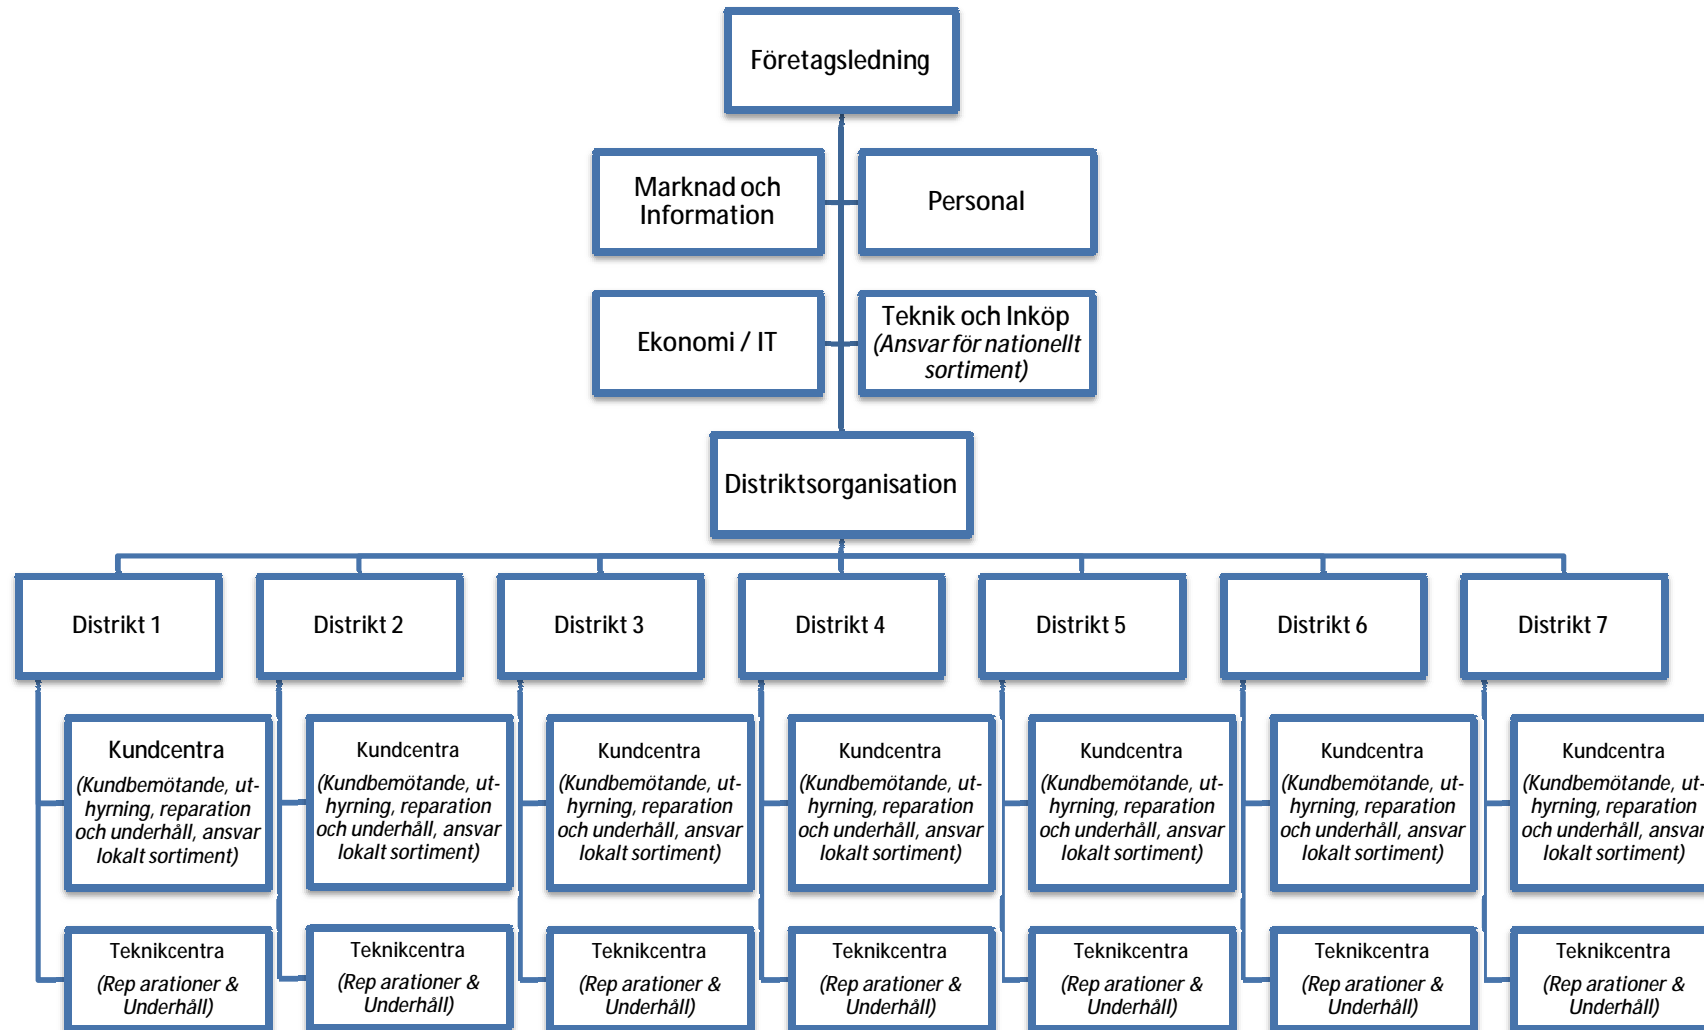 Företagsledning
Marknad och
Information
Personal
Ekonomi / IT
Teknik och Inköp
(Ansvar för nationellt
sortiment)
Distriktsorganisation
Distrikt 1
Distrikt 2
Distrikt 3
Distrikt 4
Distrikt 5
Distrikt 6
Distrikt 7
Kundcentra
(Kundbemötande, ut-
hyrning, reparation
och underhåll, ansvar
lokalt sortiment)
Kundcentra
(Kundbemötande, ut-
hyrning, reparation
och underhåll, ansvar
lokalt sortiment)
Kundcentra
(Kundbemötande, ut-
hyrning, reparation
och underhåll, ansvar
lokalt sortiment)
Kundcentra
(Kundbemötande, ut-
hyrning, reparation
och underhåll, ansvar
lokalt sortiment)
Kundcentra
(Kundbemötande, ut-
hyrning, reparation
och underhåll, ansvar
lokalt sortiment)
Kundcentra
(Kundbemötande, ut-
hyrning, reparation
och underhåll, ansvar
lokalt sortiment)
Kundcentra
(Kundbemötande, ut-
hyrning, reparation
och underhåll, ansvar
lokalt sortiment)
Teknikcentra
(Rep arationer &
Underhåll)
Teknikcentra
(Rep arationer &
Underhåll)
Teknikcentra
(Rep arationer &
Underhåll)
Teknikcentra
(Rep arationer &
Underhåll)
Teknikcentra
(Rep arationer &
Underhåll)
Teknikcentra
(Rep arationer &
Underhåll)
Teknikcentra
(Rep arationer &
Underhåll)